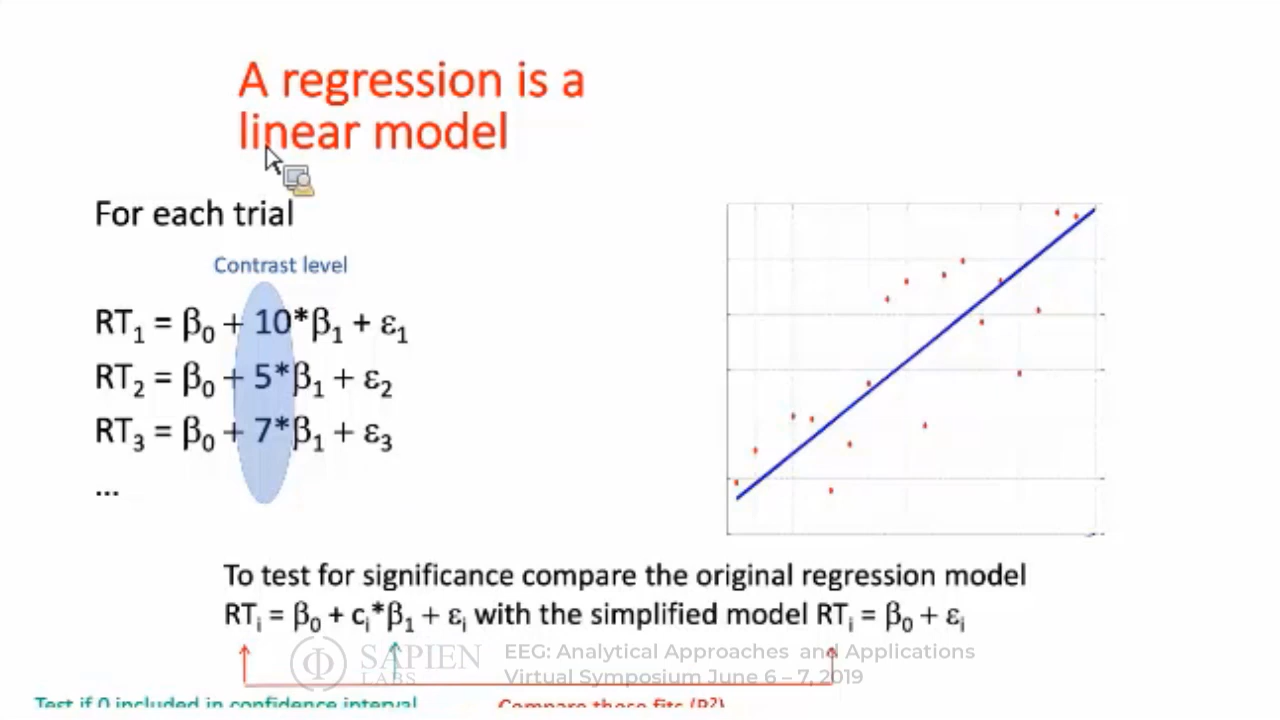 A regression is a
linear model
For each trial
Contrast level
RT₁ = β₀ + 10*β₁ + ε₁
RT₂ = β₀ + 5*β₁ + ε₂
RT₃ = β₀ + 7*β₁ + ε₃
...
To test for significance compare the original regression model
RTᵢ = β₀ + cᵢ*β₁ + εᵢ with the simplified model RTᵢ = β₀ + εᵢ
SAPIEN
LABS
EEG: Analytical Approaches and Applications
Virtual Symposium June 6 – 7, 2019
Test if 0 included in confidence interval
Compare these fits (R²)